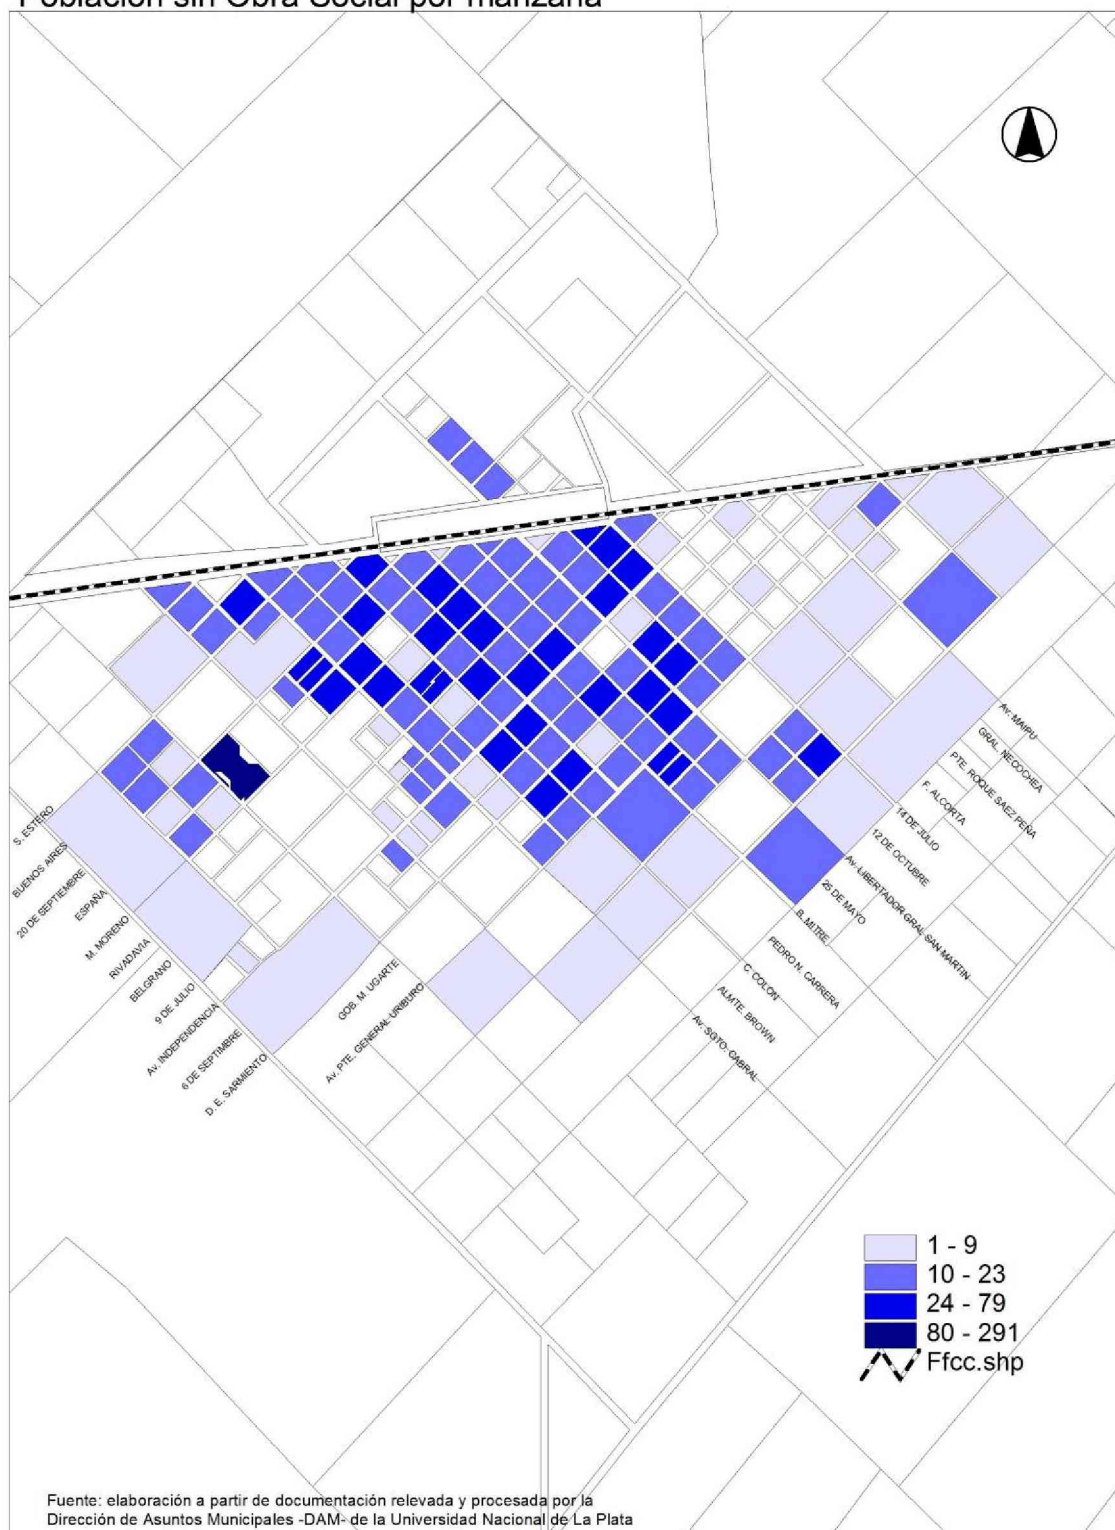 Población sin Obra Social por manzana
Av. MAIPU
GRAL. NECOCHEA
PTE. ROQUE SAEZ PEÑA
F. ALCORTA
14 DE JULIO
12 DE OCTUBRE
Av. LIBERTADOR GRAL SAN MARTIN
25 DE MAYO
B. MITRE
PEDRO N. CARRERA
C. COLON
ALMTE. BROWN
Av. SGTO. CABRAL
S. ESTERO
BUENOS AIRES
20 DE SEPTIEMBRE
ESPAÑA
M. MORENO
RIVADAVIA
BELGRANO
9 DE JULIO
Av. INDEPENDENCIA
6 DE SEPTIMBRE
D. E. SARMIENTO
GOB. M. UGARTE
Av. PTE. GENERAL URIBURO
1 - 9
10 - 23
24 - 79
80 - 291
Ffcc.shp
Fuente: elaboración a partir de documentación relevada y procesada por la
Dirección de Asuntos Municipales -DAM- de la Universidad Nacional de La Plata